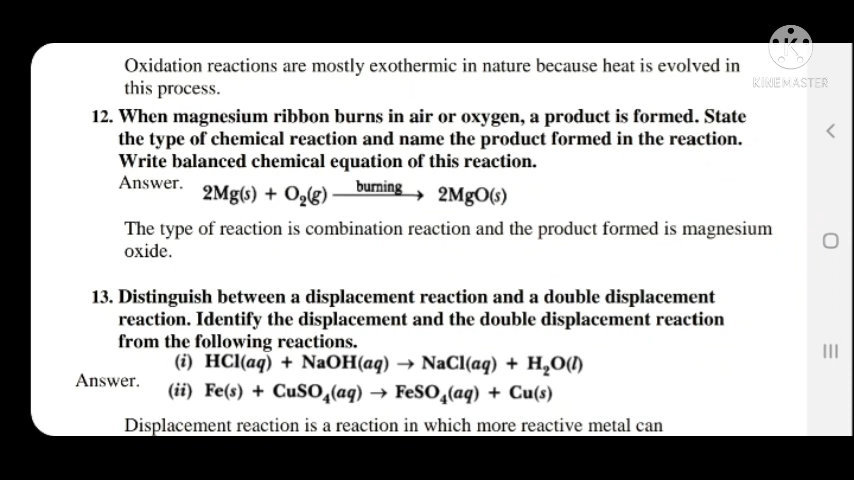 KINEMASTER
Oxidation reactions are mostly exothermic in nature because heat is evolved in
this process.
12. When magnesium ribbon burns in air or oxygen, a product is formed. State
the type of chemical reaction and name the product formed in the reaction.
Write balanced chemical equation of this reaction.
Answer. 2Mg(s) + O₂(g) —burning→ 2MgO(s)
The type of reaction is combination reaction and the product formed is magnesium
oxide.
13. Distinguish between a displacement reaction and a double displacement
reaction. Identify the displacement and the double displacement reaction
from the following reactions.
(i) HCl(aq) + NaOH(aq) → NaCl(aq) + H₂O(l)
Answer. (ii) Fe(s) + CuSO₄(aq) → FeSO₄(aq) + Cu(s)
Displacement reaction is a reaction in which more reactive metal can